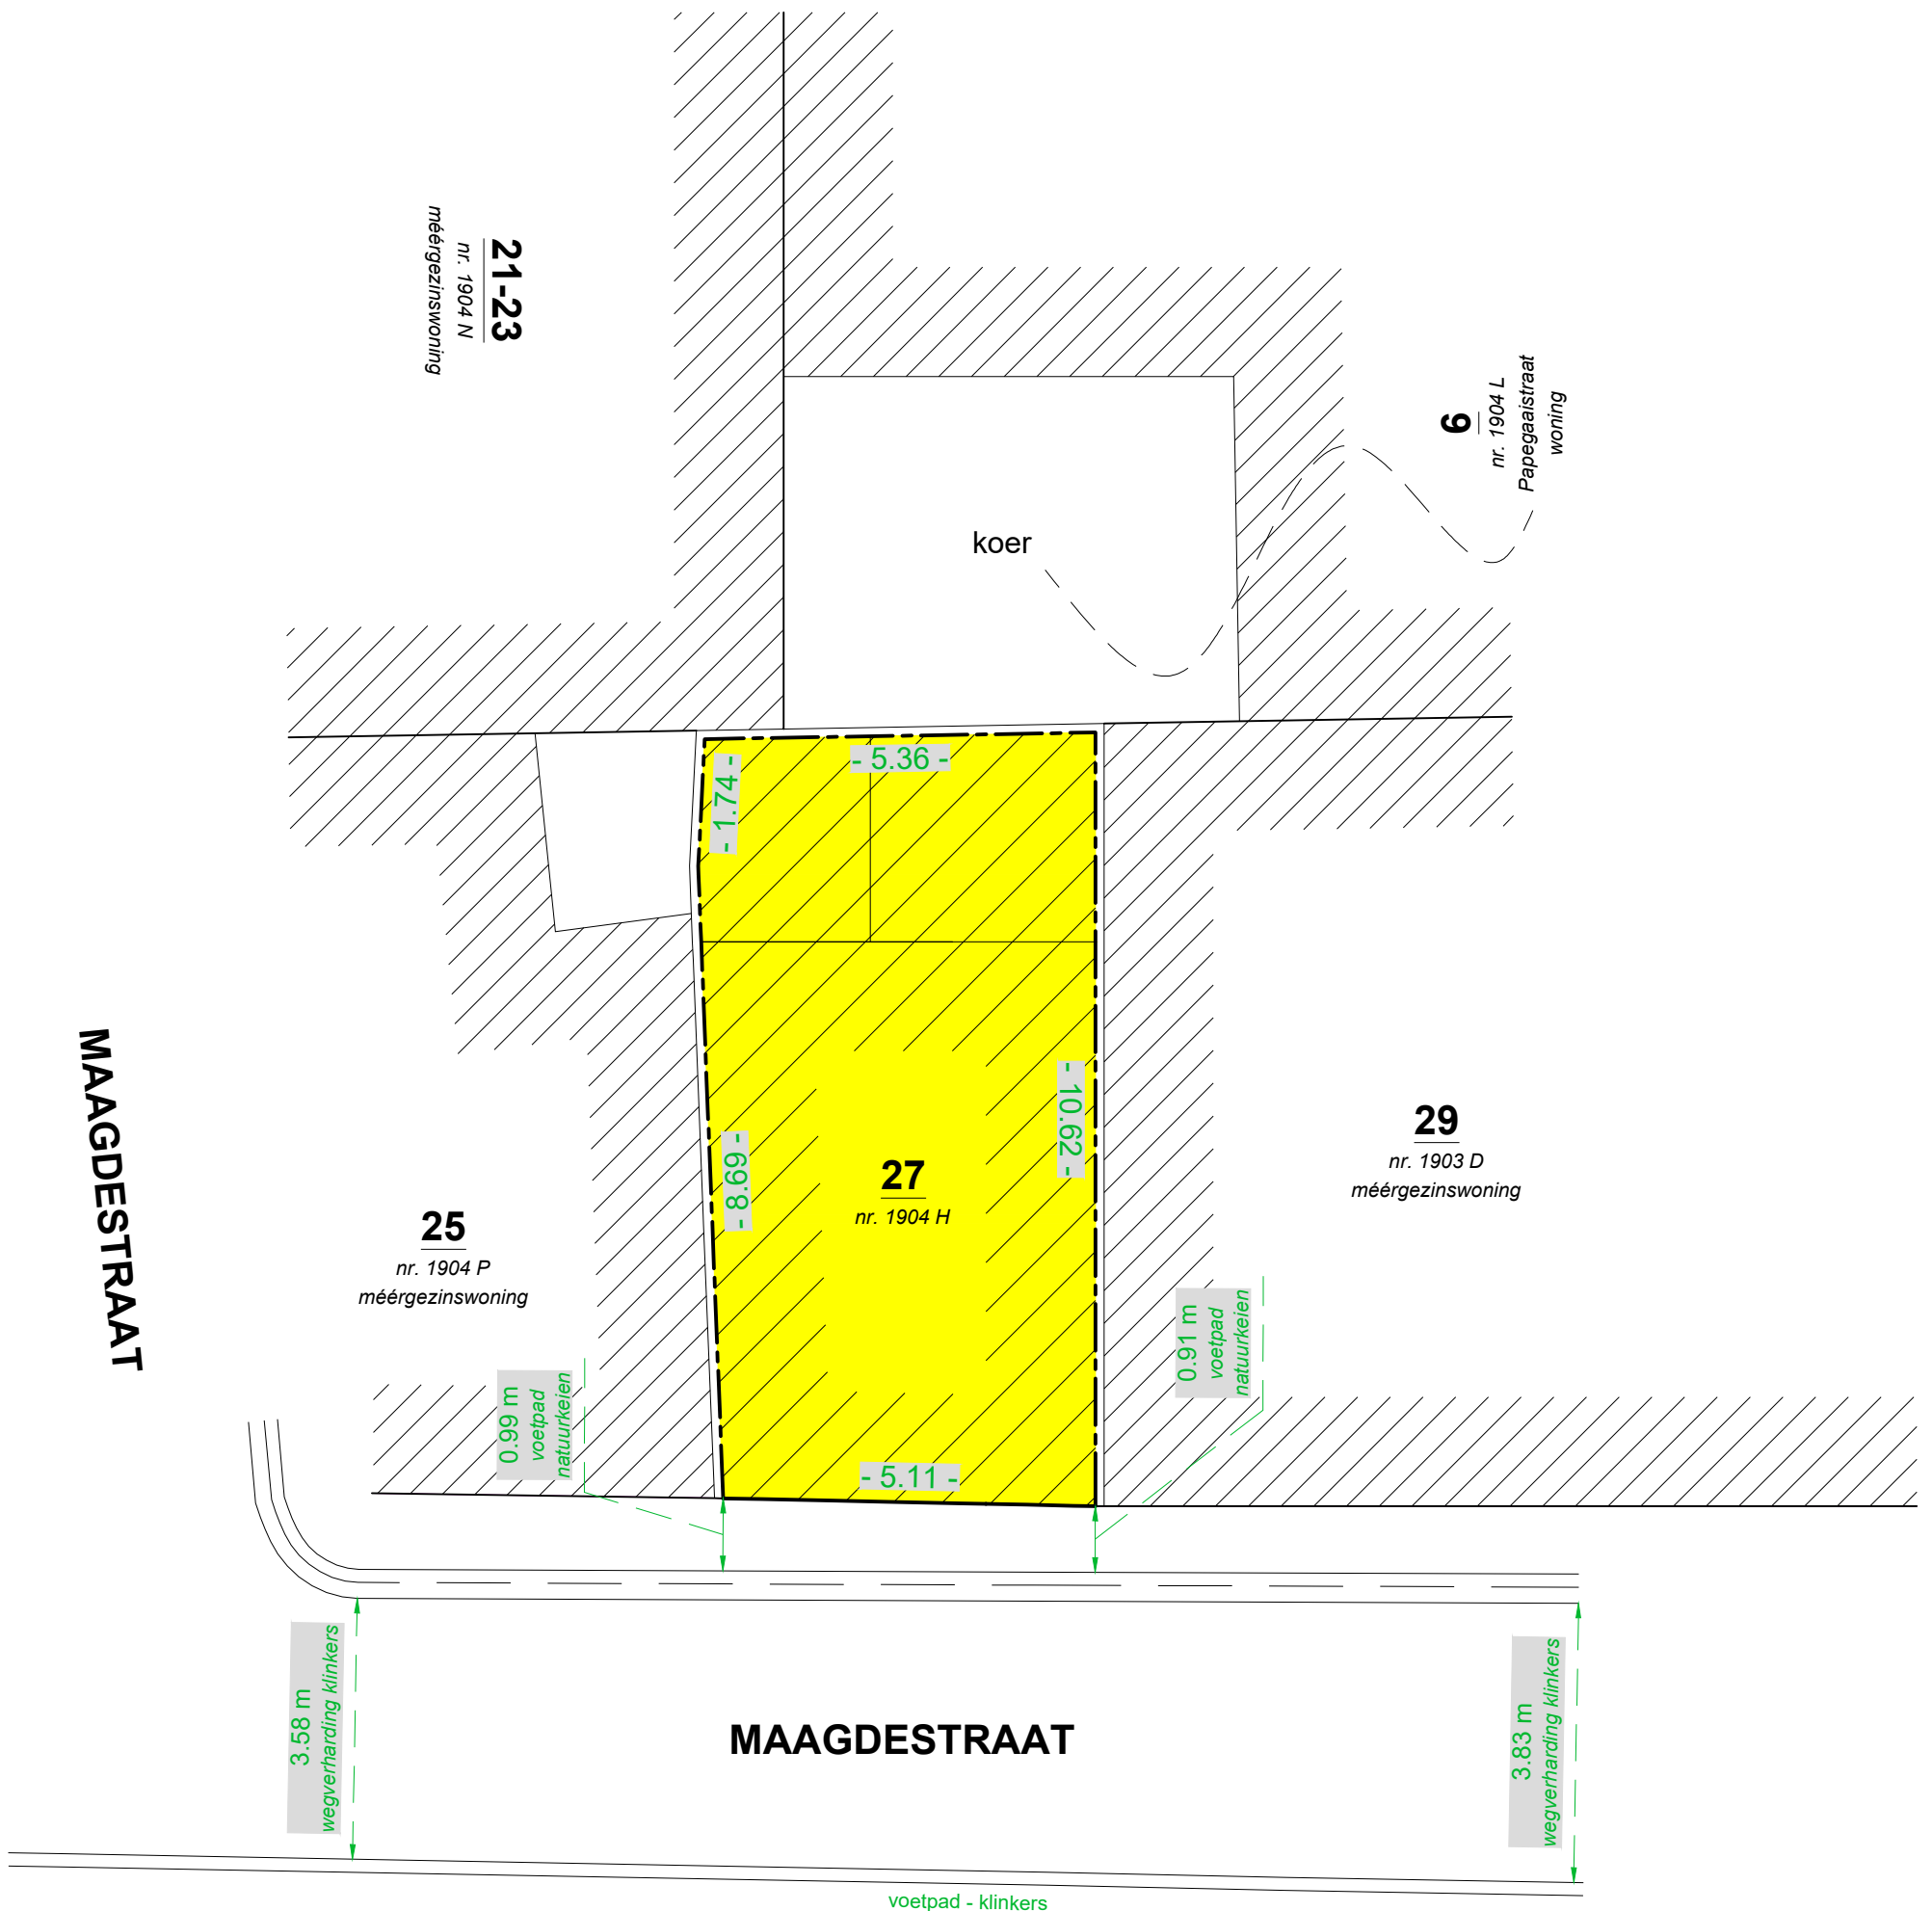 21-23
nr. 1904 N
méérgezinswoning
6
nr. 1904 L
Papegaaistraat
woning
koer
- 5.36 -
- 1.74 -
- 10.62 -
- 8.69 -
27
nr. 1904 H
29
nr. 1903 D
méérgezinswoning
25
nr. 1904 P
méérgezinswoning
MAAGDESTRAAT
0.91 m
voetpad
natuurkeien
0.99 m
voetpad
natuurkeien
- 5.11 -
3.58 m
wegverharding klinkers
MAAGDESTRAAT
3.83 m
wegverharding klinkers
voetpad - klinkers